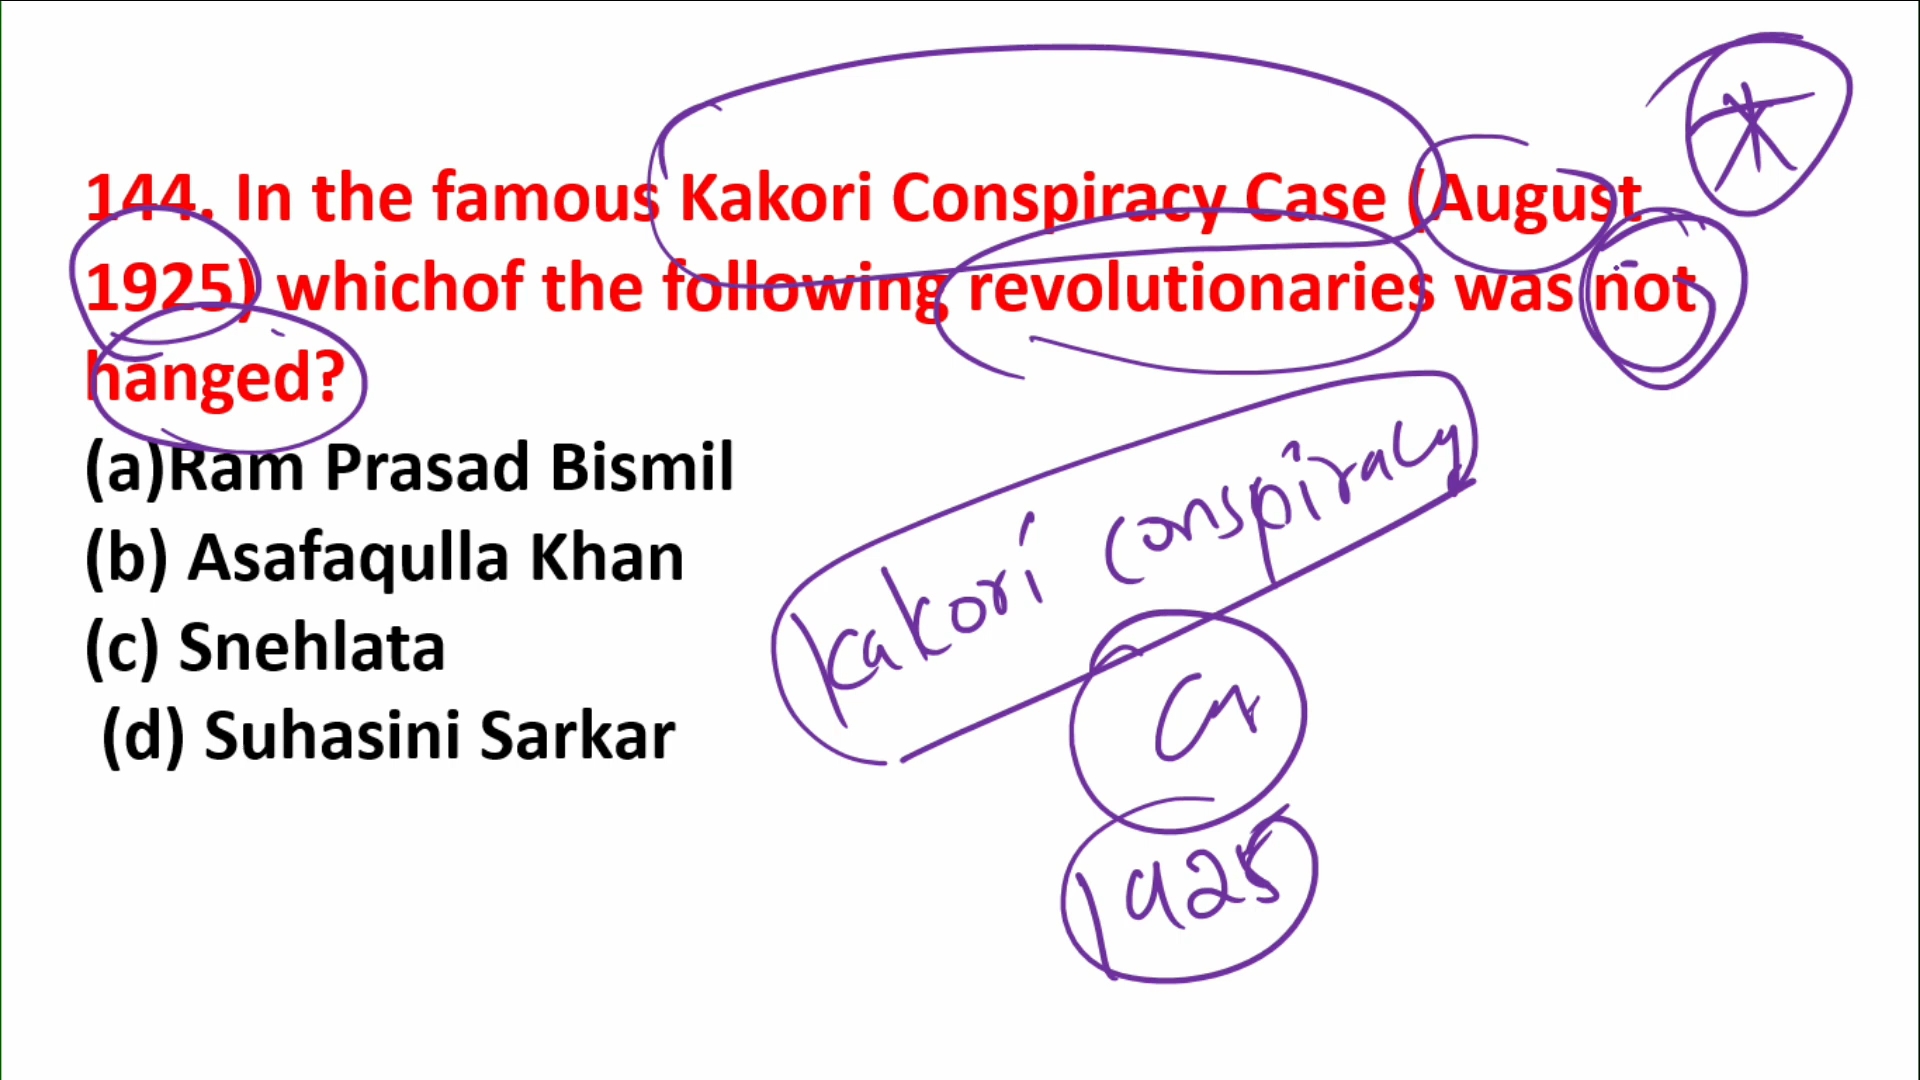 144. In the famous Kakori Conspiracy Case (August
1925) whichof the following revolutionaries was not
hanged?
(a)Ram Prasad Bismil
(b) Asafaqulla Khan
(c) Snehlata
(d) Suhasini Sarkar
kakori conspiracy
1925